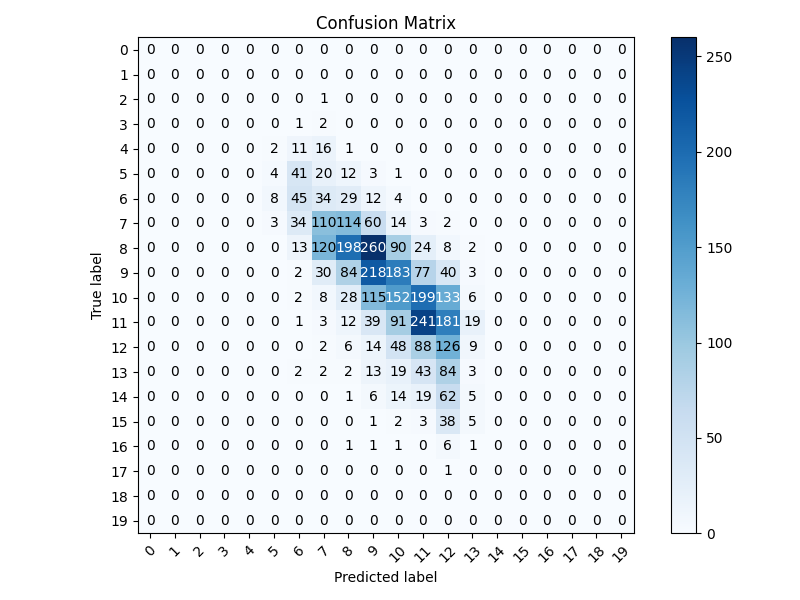 Confusion Matrix
True label
0 0 0 0 0 0 0 0 0 0 0 0 0 0 0 0 0 0 0 0 0
1 0 0 0 0 0 0 0 0 0 0 0 0 0 0 0 0 0 0 0 0
2 0 0 0 0 0 0 0 1 0 0 0 0 0 0 0 0 0 0 0 0
3 0 0 0 0 0 0 1 2 0 0 0 0 0 0 0 0 0 0 0 0
4 0 0 0 0 0 2 11 16 1 0 0 0 0 0 0 0 0 0 0 0
5 0 0 0 0 0 4 41 20 12 3 1 0 0 0 0 0 0 0 0 0
6 0 0 0 0 0 8 45 34 29 12 4 0 0 0 0 0 0 0 0 0
7 0 0 0 0 0 3 34 110 114 60 14 3 2 0 0 0 0 0 0 0
8 0 0 0 0 0 0 13 120 198 260 90 24 8 2 0 0 0 0 0 0
9 0 0 0 0 0 0 2 30 84 218 183 77 40 3 0 0 0 0 0 0
10 0 0 0 0 0 0 2 8 28 115 152 199 133 6 0 0 0 0 0 0
11 0 0 0 0 0 0 1 3 12 39 91 241 181 19 0 0 0 0 0 0
12 0 0 0 0 0 0 0 2 6 14 48 88 126 9 0 0 0 0 0 0
13 0 0 0 0 0 0 2 2 2 13 19 43 84 3 0 0 0 0 0 0
14 0 0 0 0 0 0 0 0 1 6 14 19 62 5 0 0 0 0 0 0
15 0 0 0 0 0 0 0 0 0 1 2 3 38 5 0 0 0 0 0 0
16 0 0 0 0 0 0 0 0 1 1 1 0 6 1 0 0 0 0 0 0
17 0 0 0 0 0 0 0 0 0 0 0 0 1 0 0 0 0 0 0 0
18 0 0 0 0 0 0 0 0 0 0 0 0 0 0 0 0 0 0 0 0
19 0 0 0 0 0 0 0 0 0 0 0 0 0 0 0 0 0 0 0 0
0 1 2 3 4 5 6 7 8 9 10 11 12 13 14 15 16 17 18 19
Predicted label
250
200
150
100
50
0